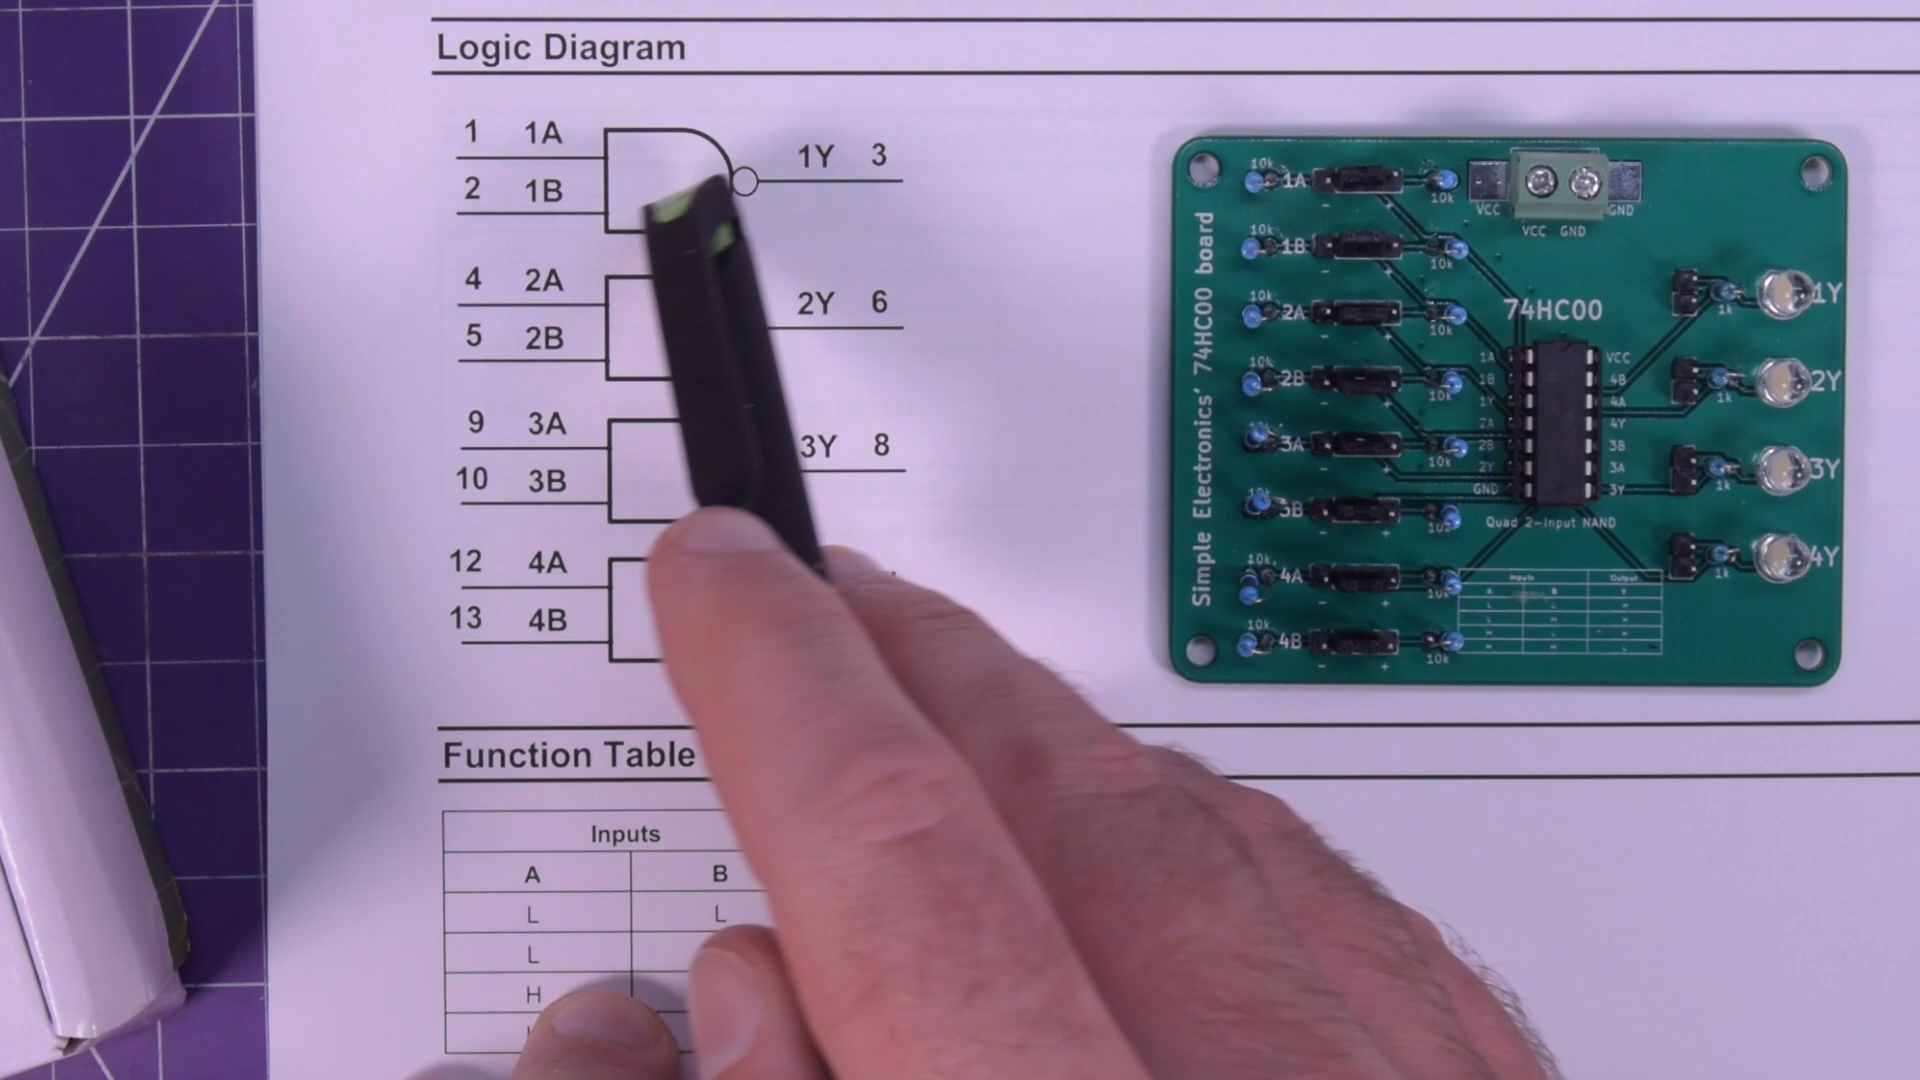 Logic Diagram
1 1A
2 1B
1Y 3
4 2A
5 2B
2Y 6
9 3A
10 3B
3Y 8
12 4A
13 4B
Function Table
Inputs
A B
L L
L
H
Simple Electronics' 74HC00 board
10k 1A 10k
10k 1B 10k
10k 2A 10k
10k 2B 10k
3A 10k
10k
10k 4A 10k
10k 4B 10k
VCC GND
VCC GND
74HC00
1A VCC
1B 4B
1Y 4A
2A 4Y
2B 3B
2Y 3A
GND 3Y
Quad 2-Input NAND
1k 1Y
1k 2Y
1k 3Y
1k 4Y
Inputs Output
A B Y
L L H
L H H
H L H
H H L